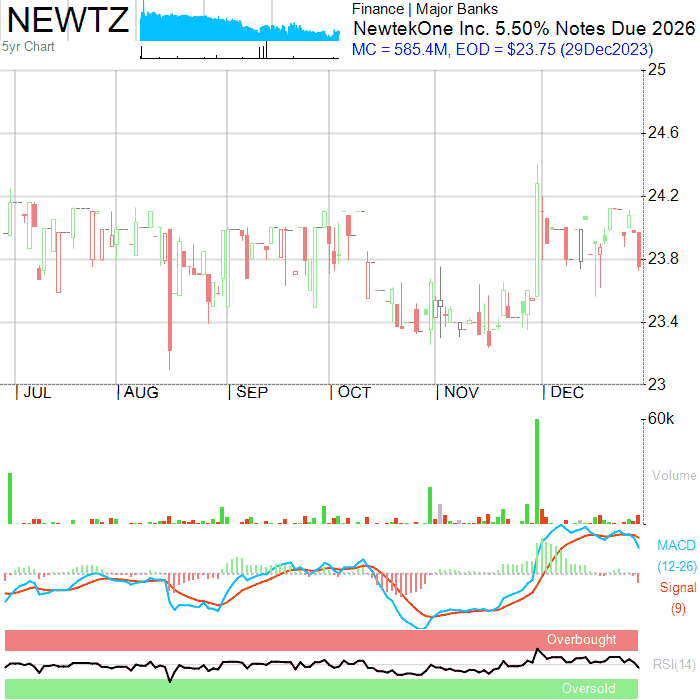 NEWTZ
5yr Chart
Finance | Major Banks
NewtekOne Inc. 5.50% Notes Due 2026
MC = 585.4M, EOD = $23.75 (29Dec2023)
25
24.6
24.2
23.8
23.4
23
JUL AUG SEP OCT NOV DEC
60k
Volume
MACD
(12-26)
Signal
(9)
Overbought
RSI(14)
Oversold